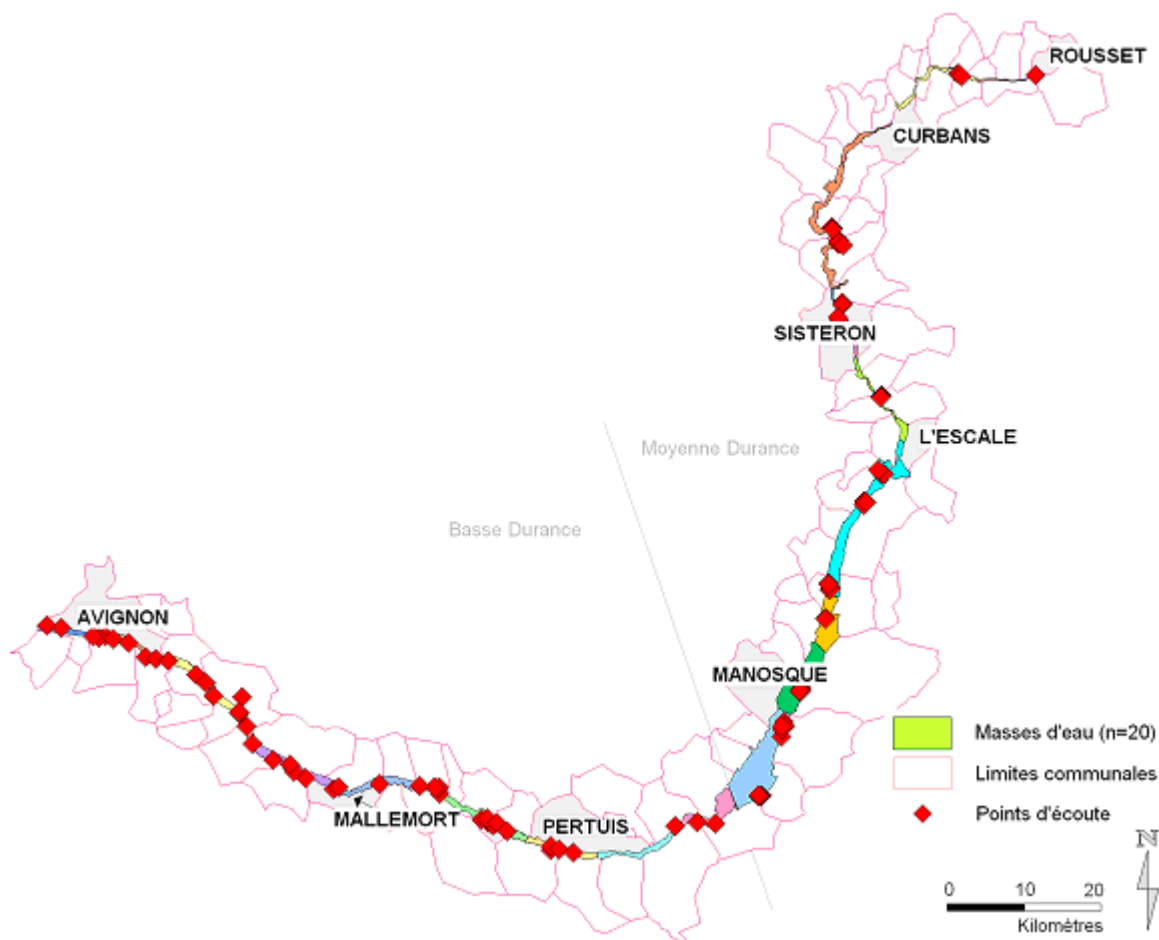 ROUSSET
CURBANS
SISTERON
L'ESCALE
Moyenne Durance
Basse Durance
AVIGNON
MANOSQUE
MALLEMORT
PERTUIS
Masses d'eau (n=20)
Limites communales
Points d'écoute
N
0 10 20
Kilomètres